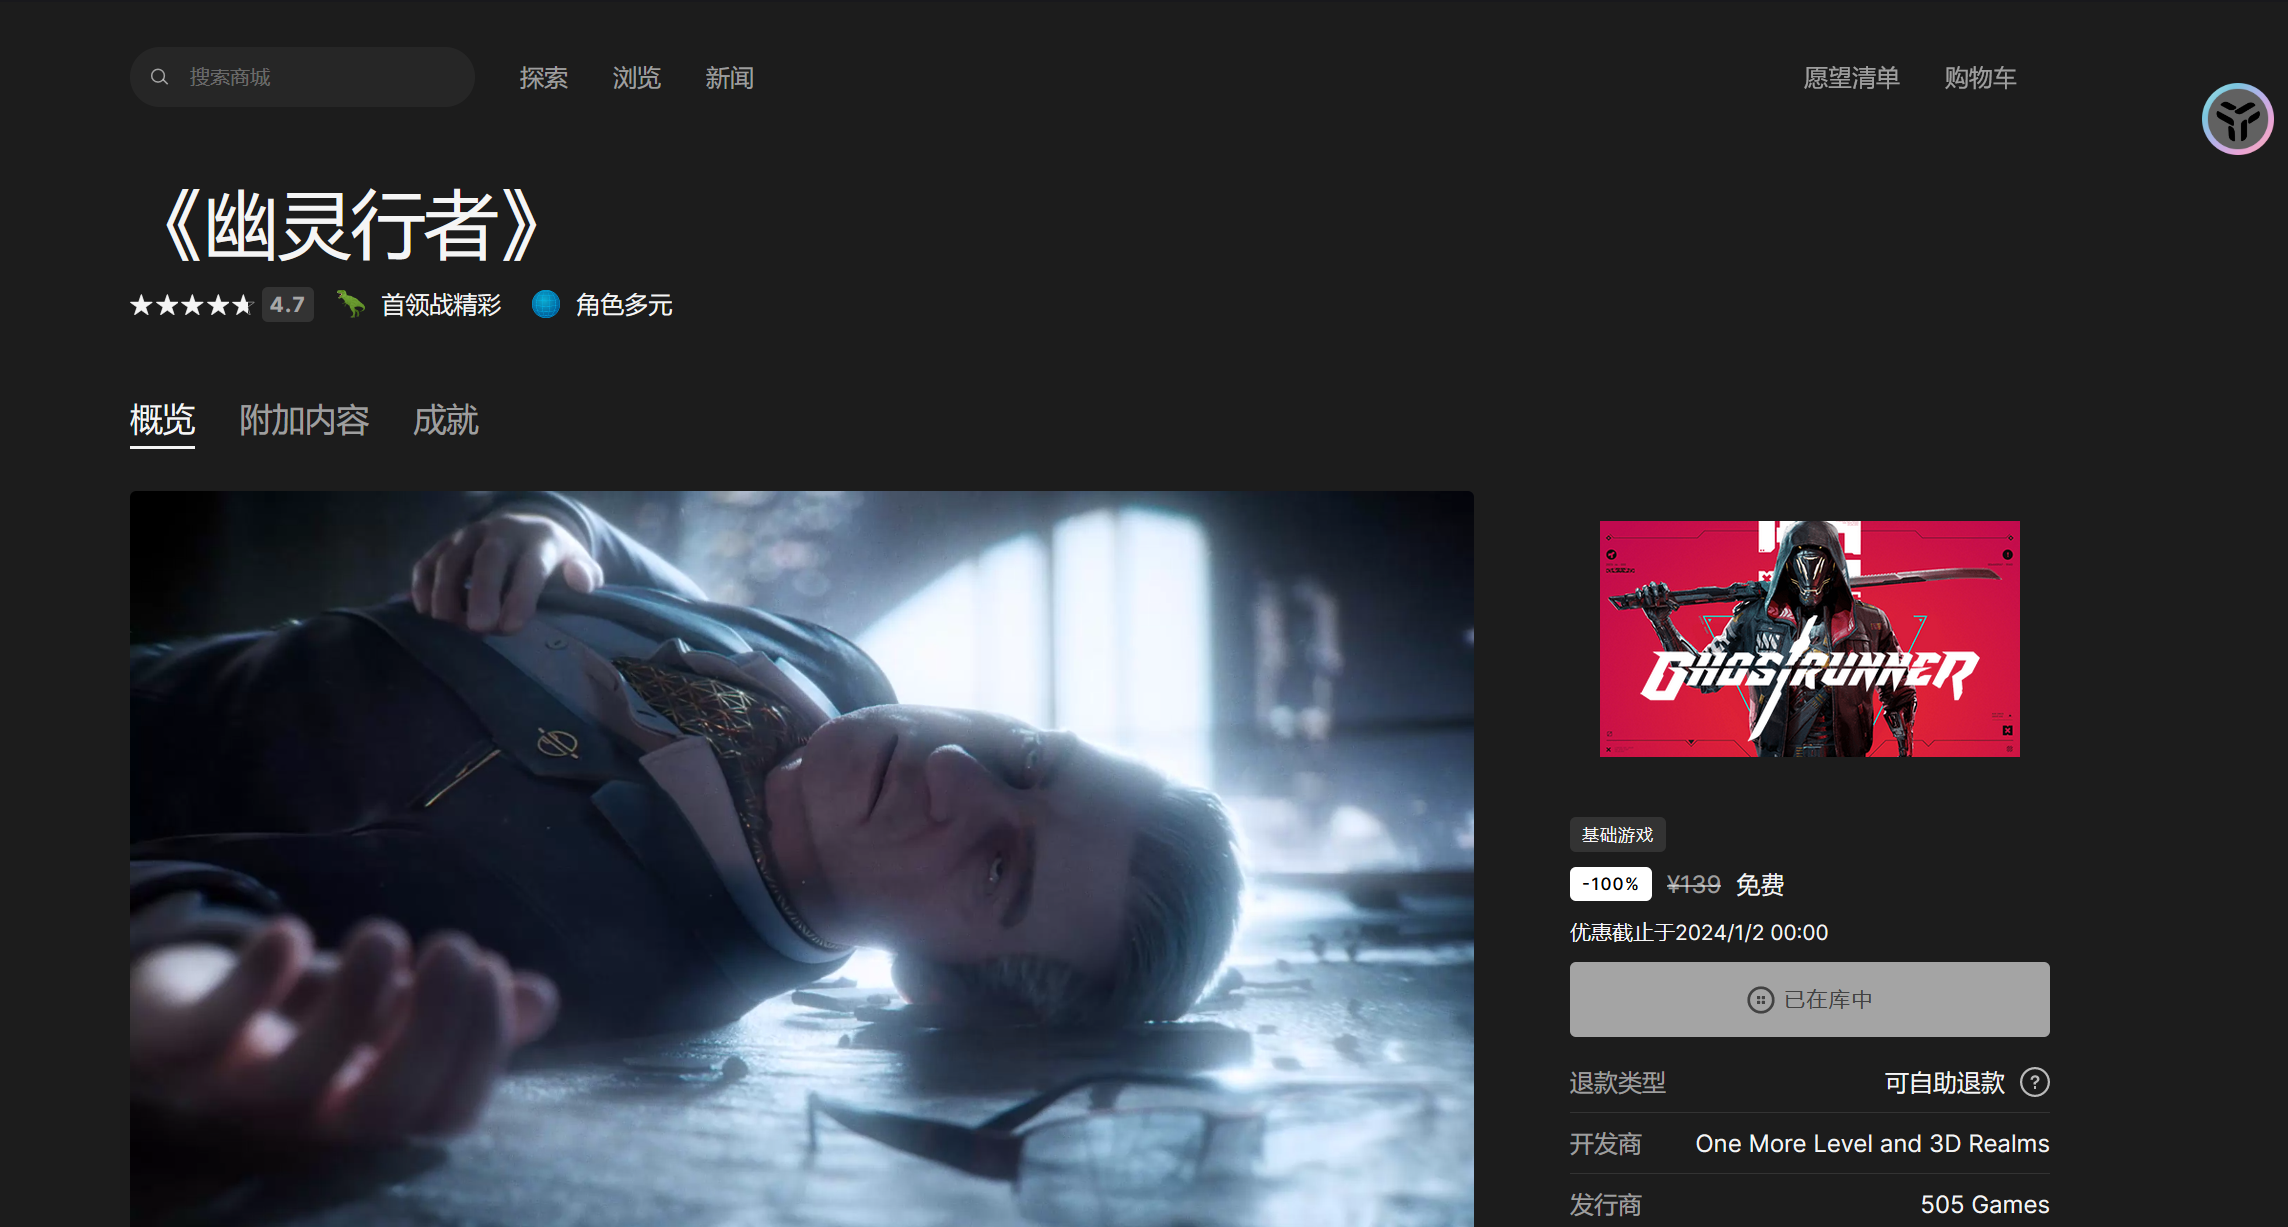 搜索商城
探索
浏览
新闻
愿望清单
购物车
《幽灵行者》
4.7
首领战精彩
角色多元
概览
附加内容
成就
GHOSTRUNNER
基础游戏
-100%
¥139
免费
优惠截止于2024/1/2 00:00
已在库中
退款类型
可自助退款
开发商
One More Level and 3D Realms
发行商
505 Games